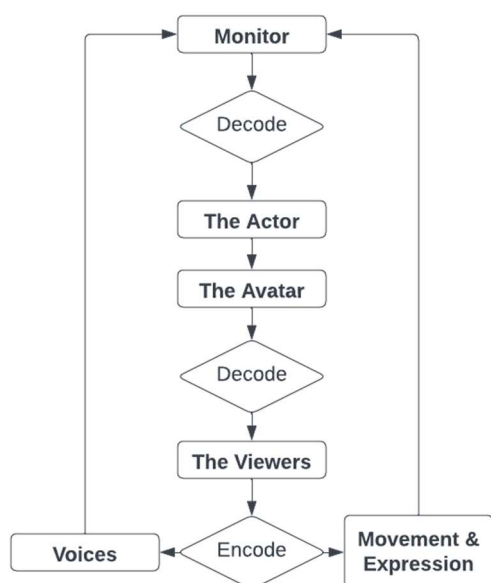 Monitor
Decode
The Actor
The Avatar
Decode
The Viewers
Encode
Voices
Movement &
Expression